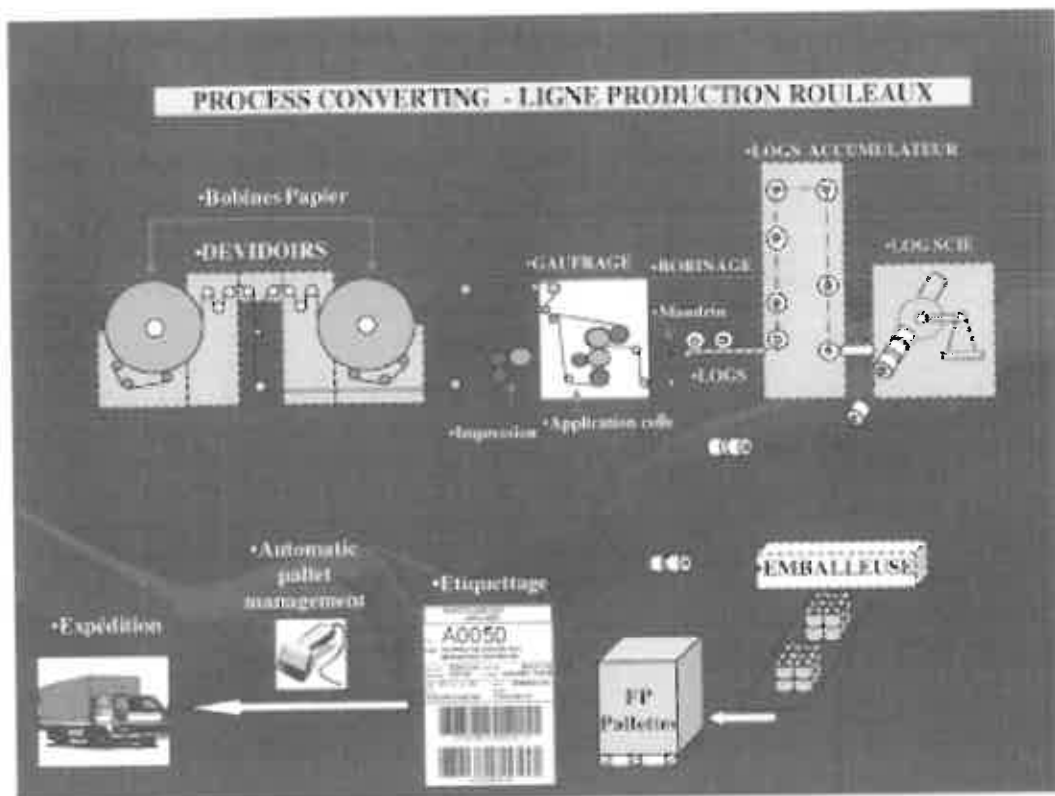 PROCESS CONVERTING - LIGNE PRODUCTION ROULEAUX
•LOGS ACCUMULATEUR
•Bobines Papier
•DEVIDOIRS
•GAUFRAGE
•BOBINAGE
•LOG SCIE
•Mandrin
•LOGS
•Impression
•Application colle
•Automatic
pallet
management
•Etiquettage
•EMBALLEUSE
•Expédition
A0050
FP
Pallettes